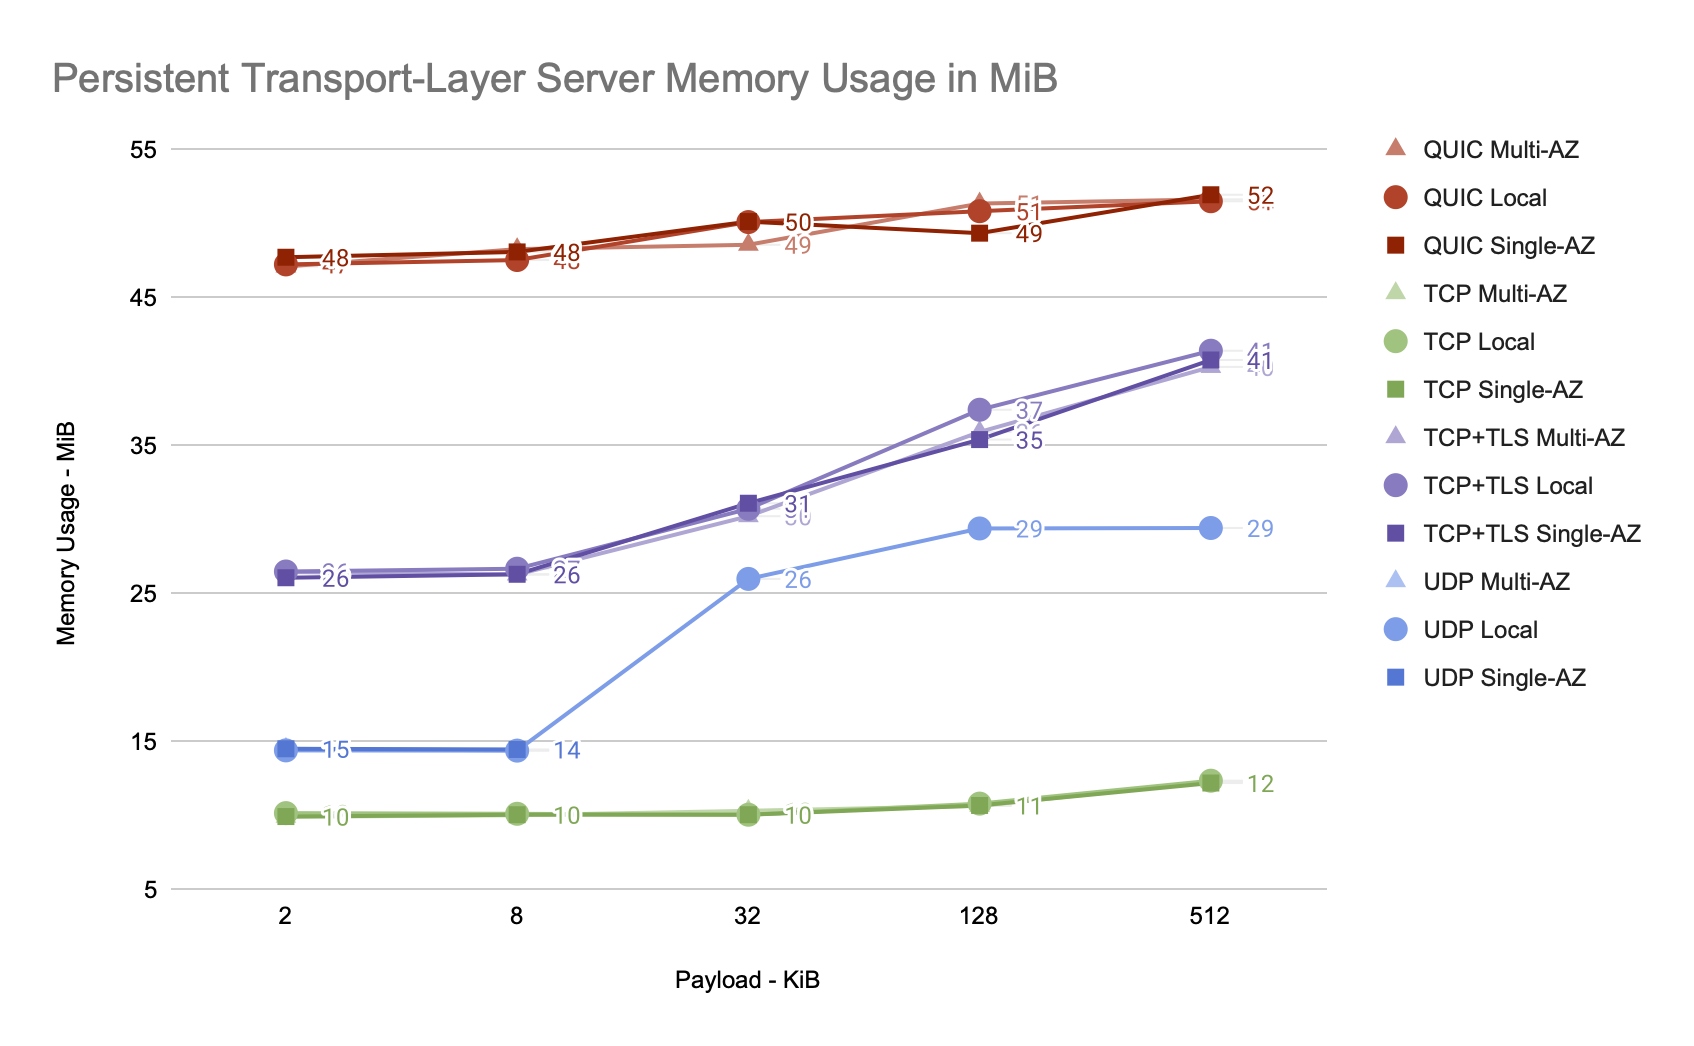 Persistent Transport-Layer Server Memory Usage in MiB
55
45
35
25
15
5
Memory Usage - MiB
48
48
48
50
49
51
51
49
52
26
26
31
37
35
41
41
15
14
26
29
29
10
10
10
11
12
2
8
32
128
512
Payload - KiB
QUIC Multi-AZ
QUIC Local
QUIC Single-AZ
TCP Multi-AZ
TCP Local
TCP Single-AZ
TCP+TLS Multi-AZ
TCP+TLS Local
TCP+TLS Single-AZ
UDP Multi-AZ
UDP Local
UDP Single-AZ